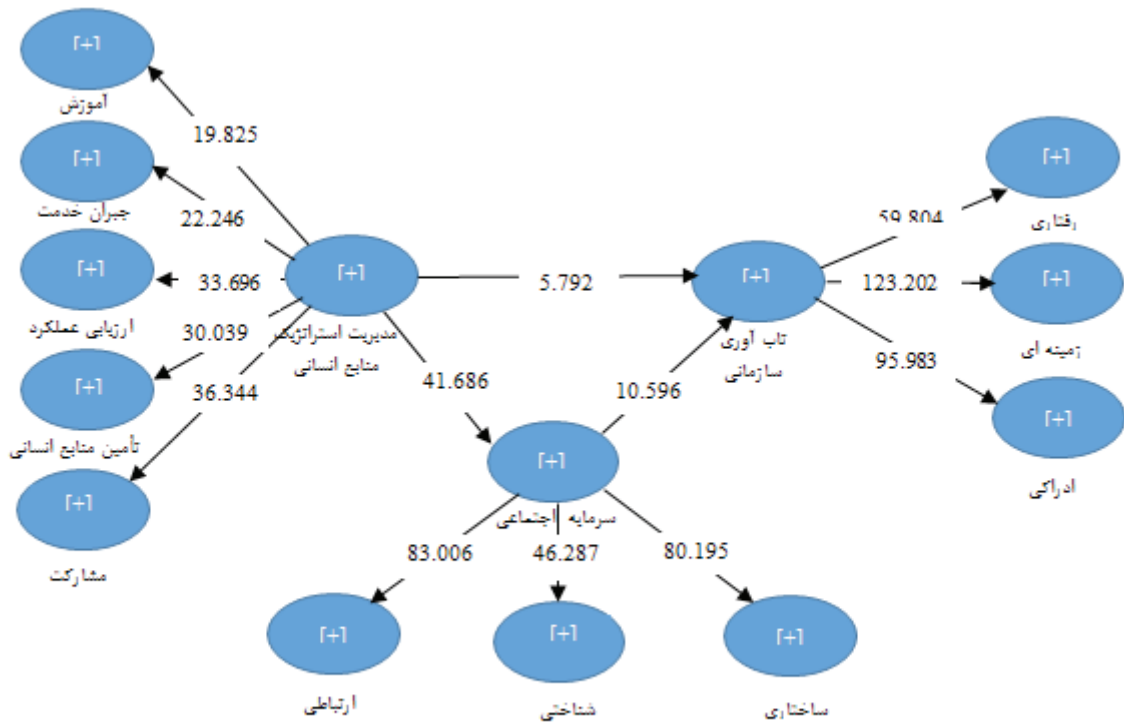 [+]
آموزش
19.825
[+]
جبران خدمت
22.246
[+]
ارزیابی عملکرد
33.696
[+]
تأمین منابع انسانی
30.039
[+]
مشارکت
36.344
[+]
مدیریت استراتژیک
منابع انسانی
5.792
41.686
[+]
تاب آوری
سازمانی
10.596
[+]
سرمایه اجتماعی
59.804
[+]
رفتاری
123.202
[+]
زمینه ای
95.983
[+]
ادراکی
83.006
46.287
80.195
[+]
ارتباطی
[+]
شناختی
[+]
ساختاری